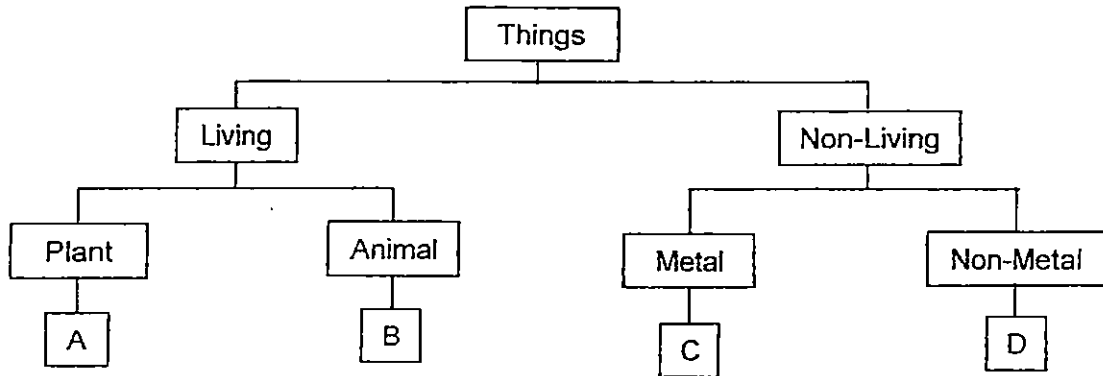 Things
Living
Non-Living
Plant
Animal
Metal
Non-Metal
A
B
C
D